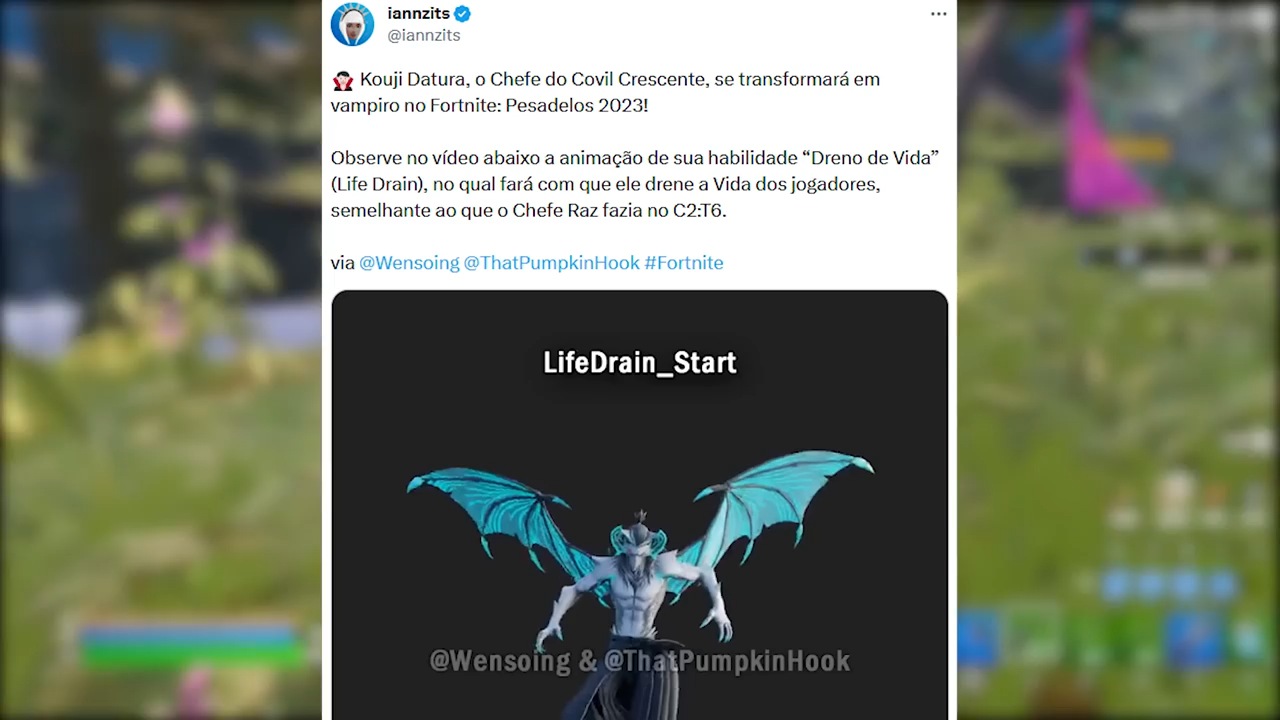 iannzits
@iannzits
Kouji Datura, o Chefe do Covil Crescente, se transformará em
vampiro no Fortnite: Pesadelos 2023!
Observe no vídeo abaixo a animação de sua habilidade “Dreno de Vida”
(Life Drain), no qual fará com que ele drene a Vida dos jogadores,
semelhante ao que o Chefe Raz fazia no C2:T6.
via @Wensoing @ThatPumpkinHook #Fortnite
LifeDrain_Start
@Wensoing & @ThatPumpkinHook